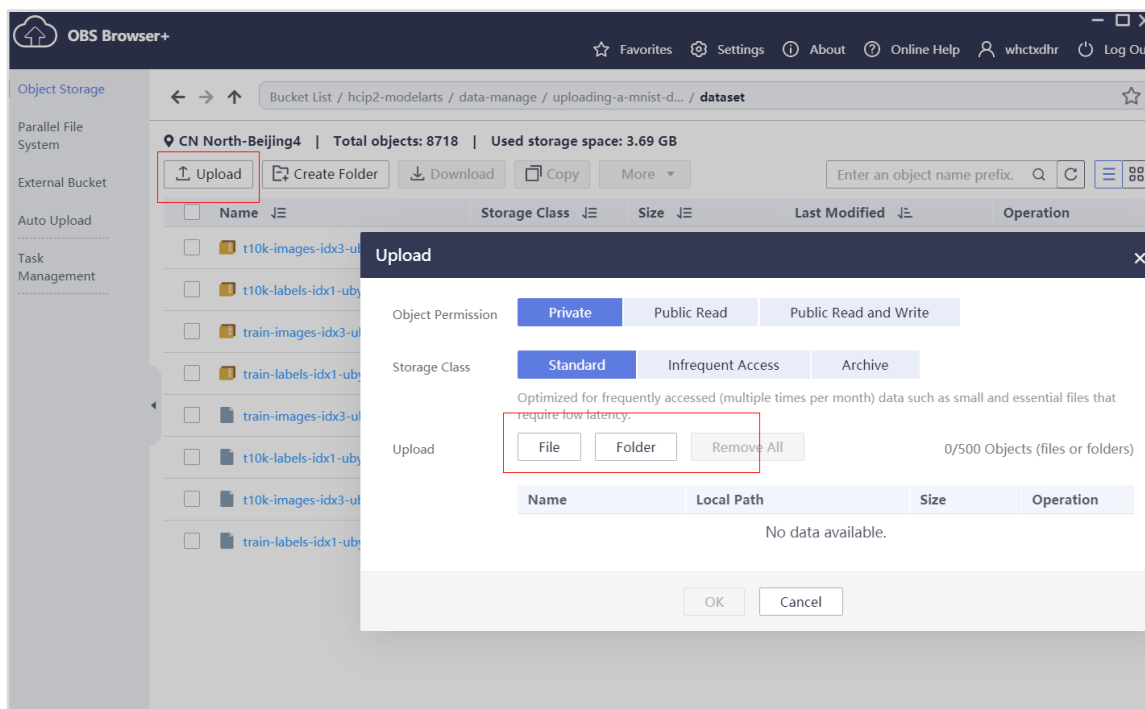 OBS Browser+
Favorites Settings About Online Help whctxdhr Log Ou
Object Storage
Parallel File
System
External Bucket
Auto Upload
Task
Management
Bucket List / hcip2-modelarts / data-manage / uploading-a-mnist-d... / dataset
CN North-Beijing4 | Total objects: 8718 | Used storage space: 3.69 GB
Upload Create Folder Download Copy More Enter an object name prefix.
Name Storage Class Size Last Modified Operation
t10k-images-idx3-ub
t10k-labels-idx1-uby
train-images-idx3-ul
train-labels-idx1-uby
train-images-idx3-ul
t10k-labels-idx1-uby
t10k-images-idx3-ub
train-labels-idx1-uby
Upload
Object Permission Private Public Read Public Read and Write
Storage Class Standard Infrequent Access Archive
Optimized for frequently accessed (multiple times per month) data such as small and essential files that
require low latency.
Upload File Folder Remove All 0/500 Objects (files or folders)
Name Local Path Size Operation
No data available.
OK Cancel